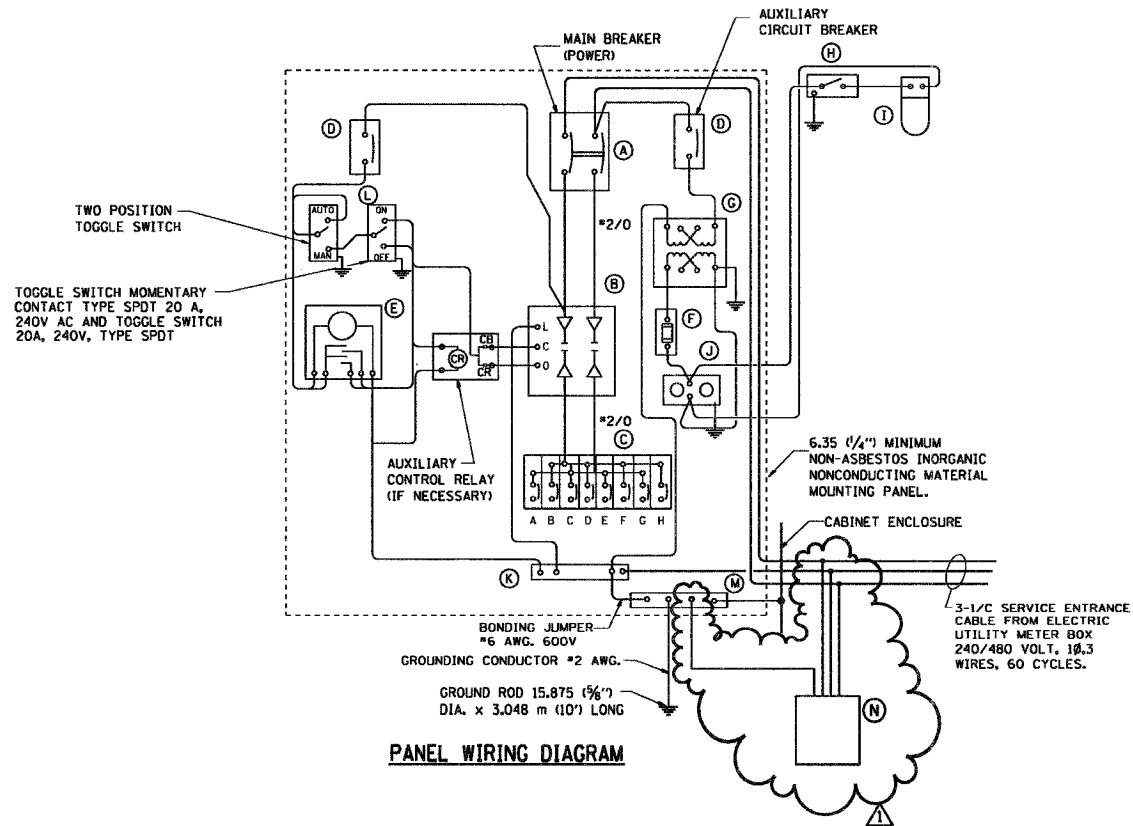 AUXILIARY
CIRCUIT BREAKER
MAIN BREAKER
(POWER)
H
I
D
A
D
L
G
AUTO
MAN
ON
OFF
TWO POSITION
TOGGLE SWITCH
#2/0
TOGGLE SWITCH MOMENTARY
CONTACT TYPE SPDT 20 A,
240V AC AND TOGGLE SWITCH
20A, 240V, TYPE SPDT
E
B
F
J
L
C
O
CB
CR
CR
#2/0
C
AUXILIARY
CONTROL RELAY
(IF NECESSARY)
A B C D E F G H
6.35 (1/4") MINIMUM
NON-ASBESTOS INORGANIC
NONCONDUCTING MATERIAL
MOUNTING PANEL.
CABINET ENCLOSURE
K
M
BONDING JUMPER
#6 AWG. 600V
GROUNDING CONDUCTOR #2 AWG.
GROUND ROD 15.875 (5/8")
DIA. x 3.048 m (10') LONG
3-1/C SERVICE ENTRANCE
CABLE FROM ELECTRIC
UTILITY METER BOX
240/480 VOLT, 1Ø,3
WIRES, 60 CYCLES.
N
PANEL WIRING DIAGRAM
1